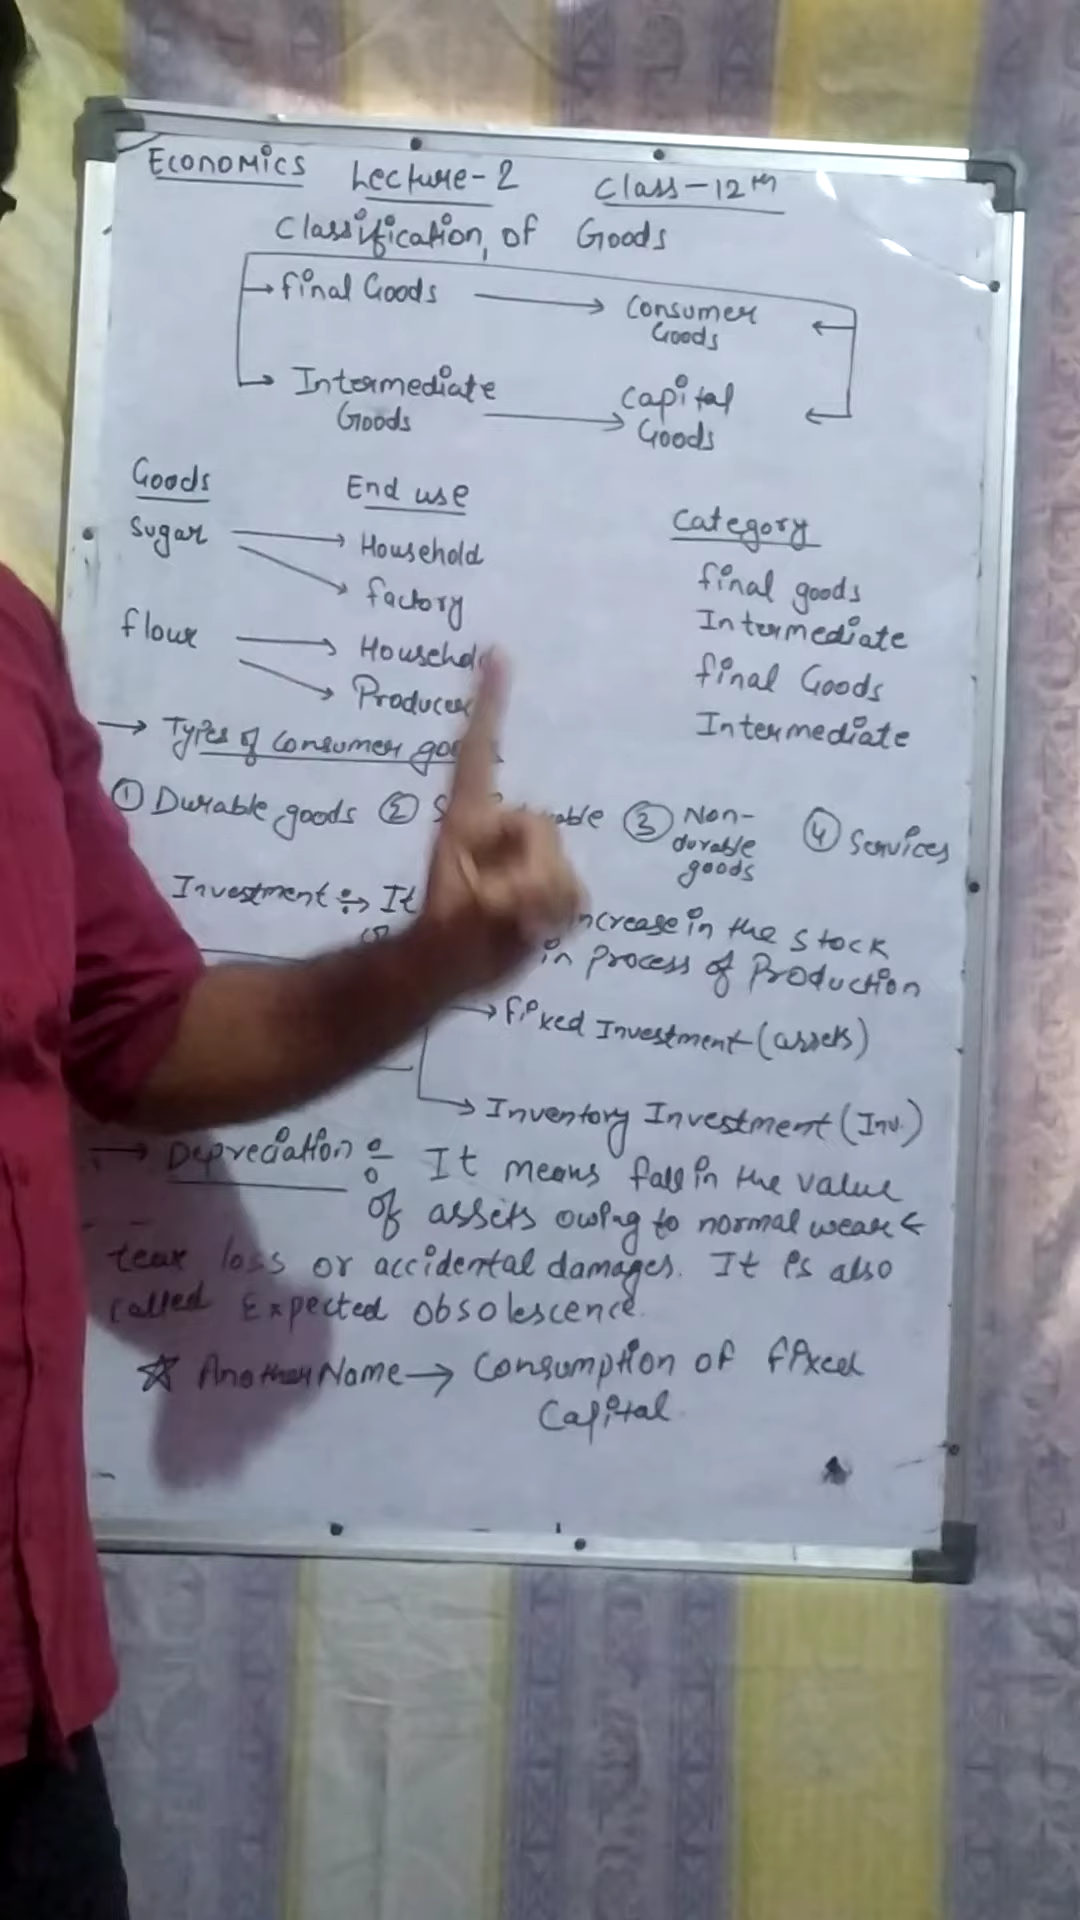 Economics Lecture-2 Class-12th
Classification of Goods
Final Goods → Consumer Goods
Intermediate Goods → Capital Goods
Goods End use Category
Sugar → Household Final goods
→ Factory Intermediate
Flour → Household Final Goods
→ Producer Intermediate
→ Types of Consumer
① Durable goods ② ③ Non-durable goods ④ Services
Investment :→ It increase in the stock
in Process of Production
→ Fixed Investment (assets)
→ Inventory Investment (Inv.)
→ Depreciation : It means fall in the value
of assets owing to normal wear &
tear loss or accidental damages. It is also
called Expected obsolescence.
☆ Another Name → Consumption of Fixed
Capital